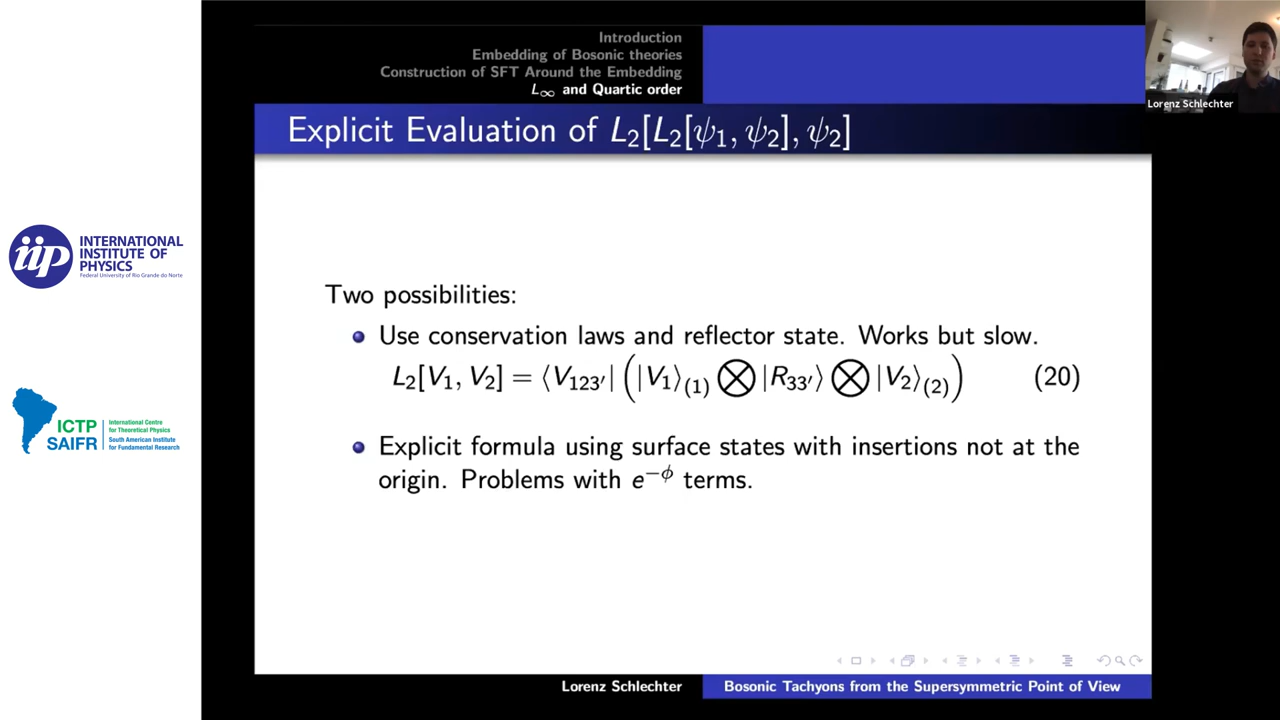 Introduction
Embedding of Bosonic theories
Construction of SFT Around the Embedding
L∞ and Quartic order
Lorenz Schlechter
Explicit Evaluation of L₂[L₂[ψ₁, ψ₂], ψ₂]
INTERNATIONAL
INSTITUTE OF
PHYSICS
Federal University of Rio Grande do Norte
iip
ICTP
SAIFR
International Centre
for Theoretical Physics
South American Institute
for Fundamental Research
Two possibilities:
Use conservation laws and reflector state. Works but slow.
L₂[V₁, V₂] = ⟨V₁₂₃′| (|V₁⟩₍₁₎ ⨂ |R₃₃′⟩ ⨂ |V₂⟩₍₂₎) (20)
Explicit formula using surface states with insertions not at the
origin. Problems with e^{−ϕ} terms.
Lorenz Schlechter
Bosonic Tachyons from the Supersymmetric Point of View